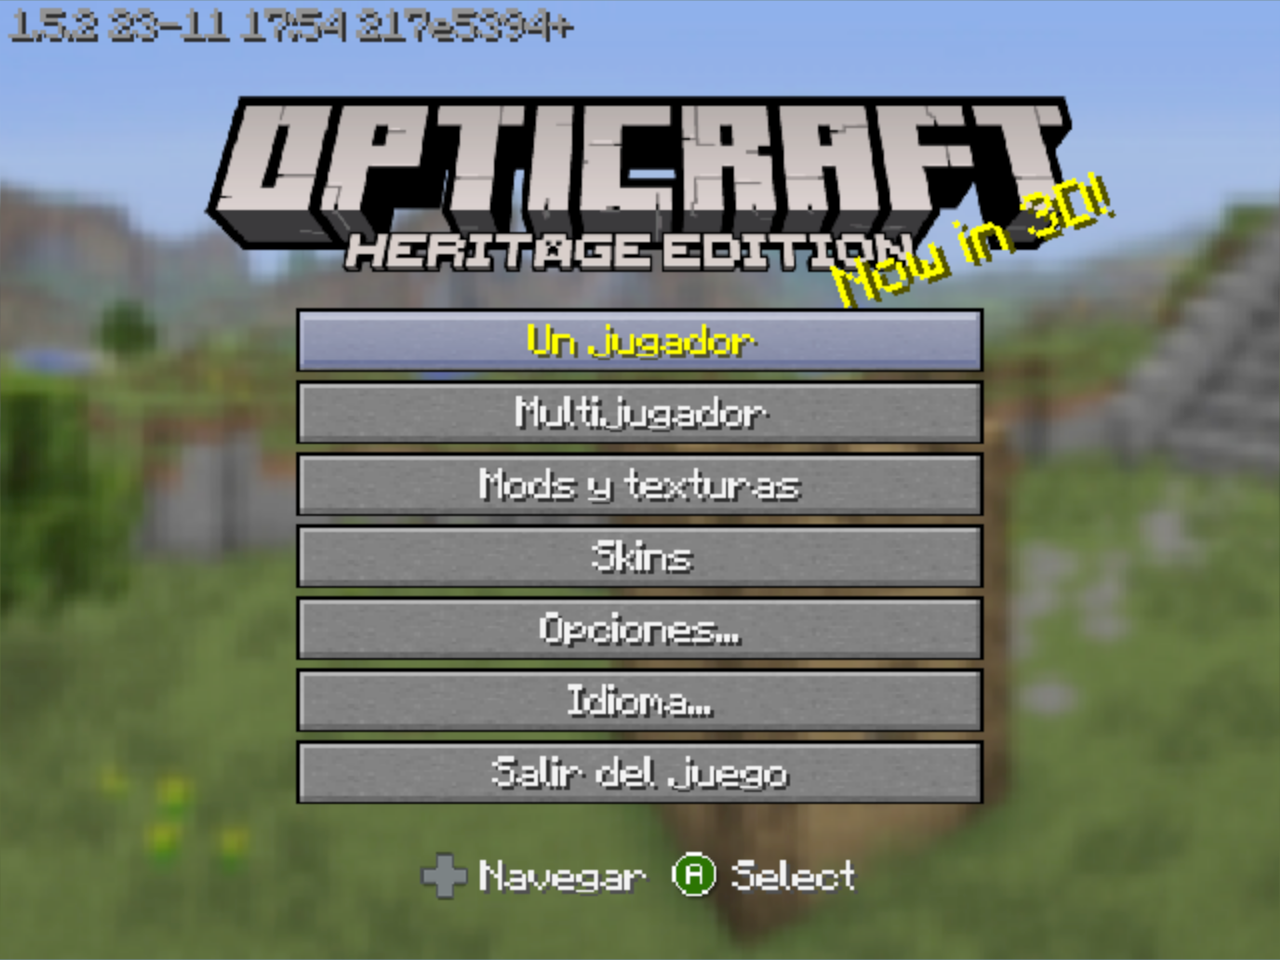 1.5.2 23-11 17:54 217e5394+
OPTICRAFT
HERITAGE EDITION
Now in 3D!
Un jugador
Multijugador
Mods y texturas
Skins
Opciones...
Idioma...
Salir del juego
Navegar A Select